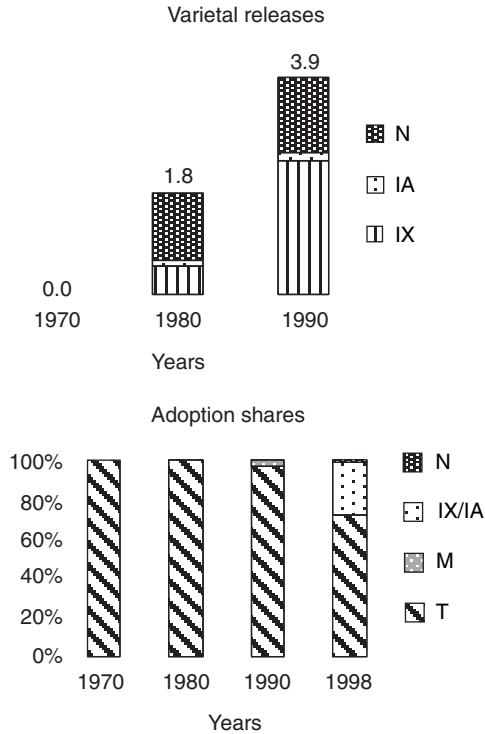 Varietal releases
3.9
N
1.8
IA
IX
0.0
1970 1980 1990
Years
Adoption shares
100%
N
80%
IX/IA
60%
M
40%
T
20%
0%
1970 1980 1990 1998
Years